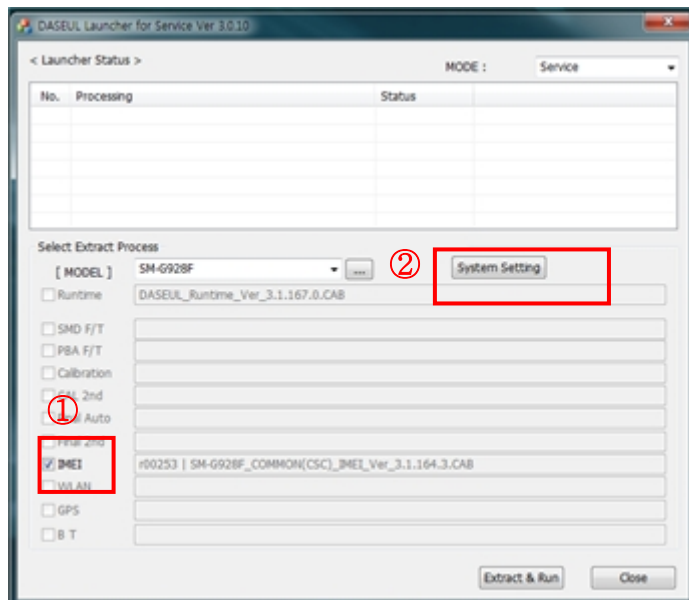 DASEUL Launcher for Service Ver 3.0.10
< Launcher Status >
MODE : Service
No. Processing Status
Select Extract Process
[ MODEL ] SM-G928F ... ② System Setting
Runtime DASEUL_Runtime_Ver_3.1.167.0.CAB
SMD F/T
PBA F/T
Calibration
CAL 2nd
①
Final Auto
Final 2nd
IMEI r00253 | SM-G928F_COMMON(CSC)_IMEI_Ver_3.1.164.3.CAB
WLAN
GPS
B T
Extract & Run Close